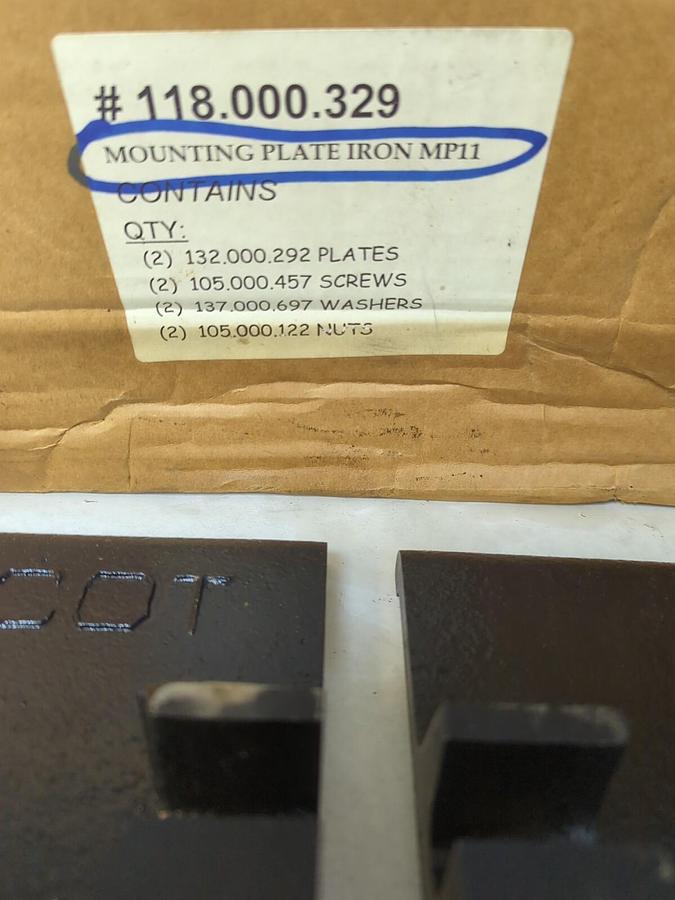 # 118.000.329
MOUNTING PLATE IRON MP11
CONTAINS
QTY:
(2) 132.000.292 PLATES
(2) 105.000.457 SCREWS
(2) 137.000.697 WASHERS
(2) 105.000.122 NUTS
COT